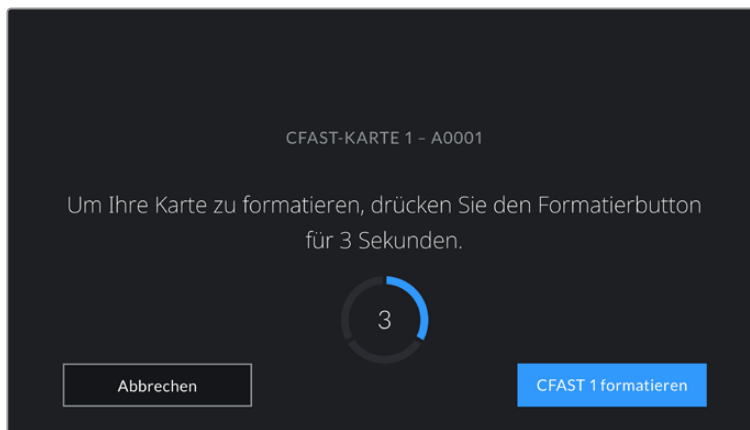 CFAST-KARTE 1 – A0001
Um Ihre Karte zu formatieren, drücken Sie den Formatierbutton
für 3 Sekunden.
3
Abbrechen
CFAST 1 formatieren